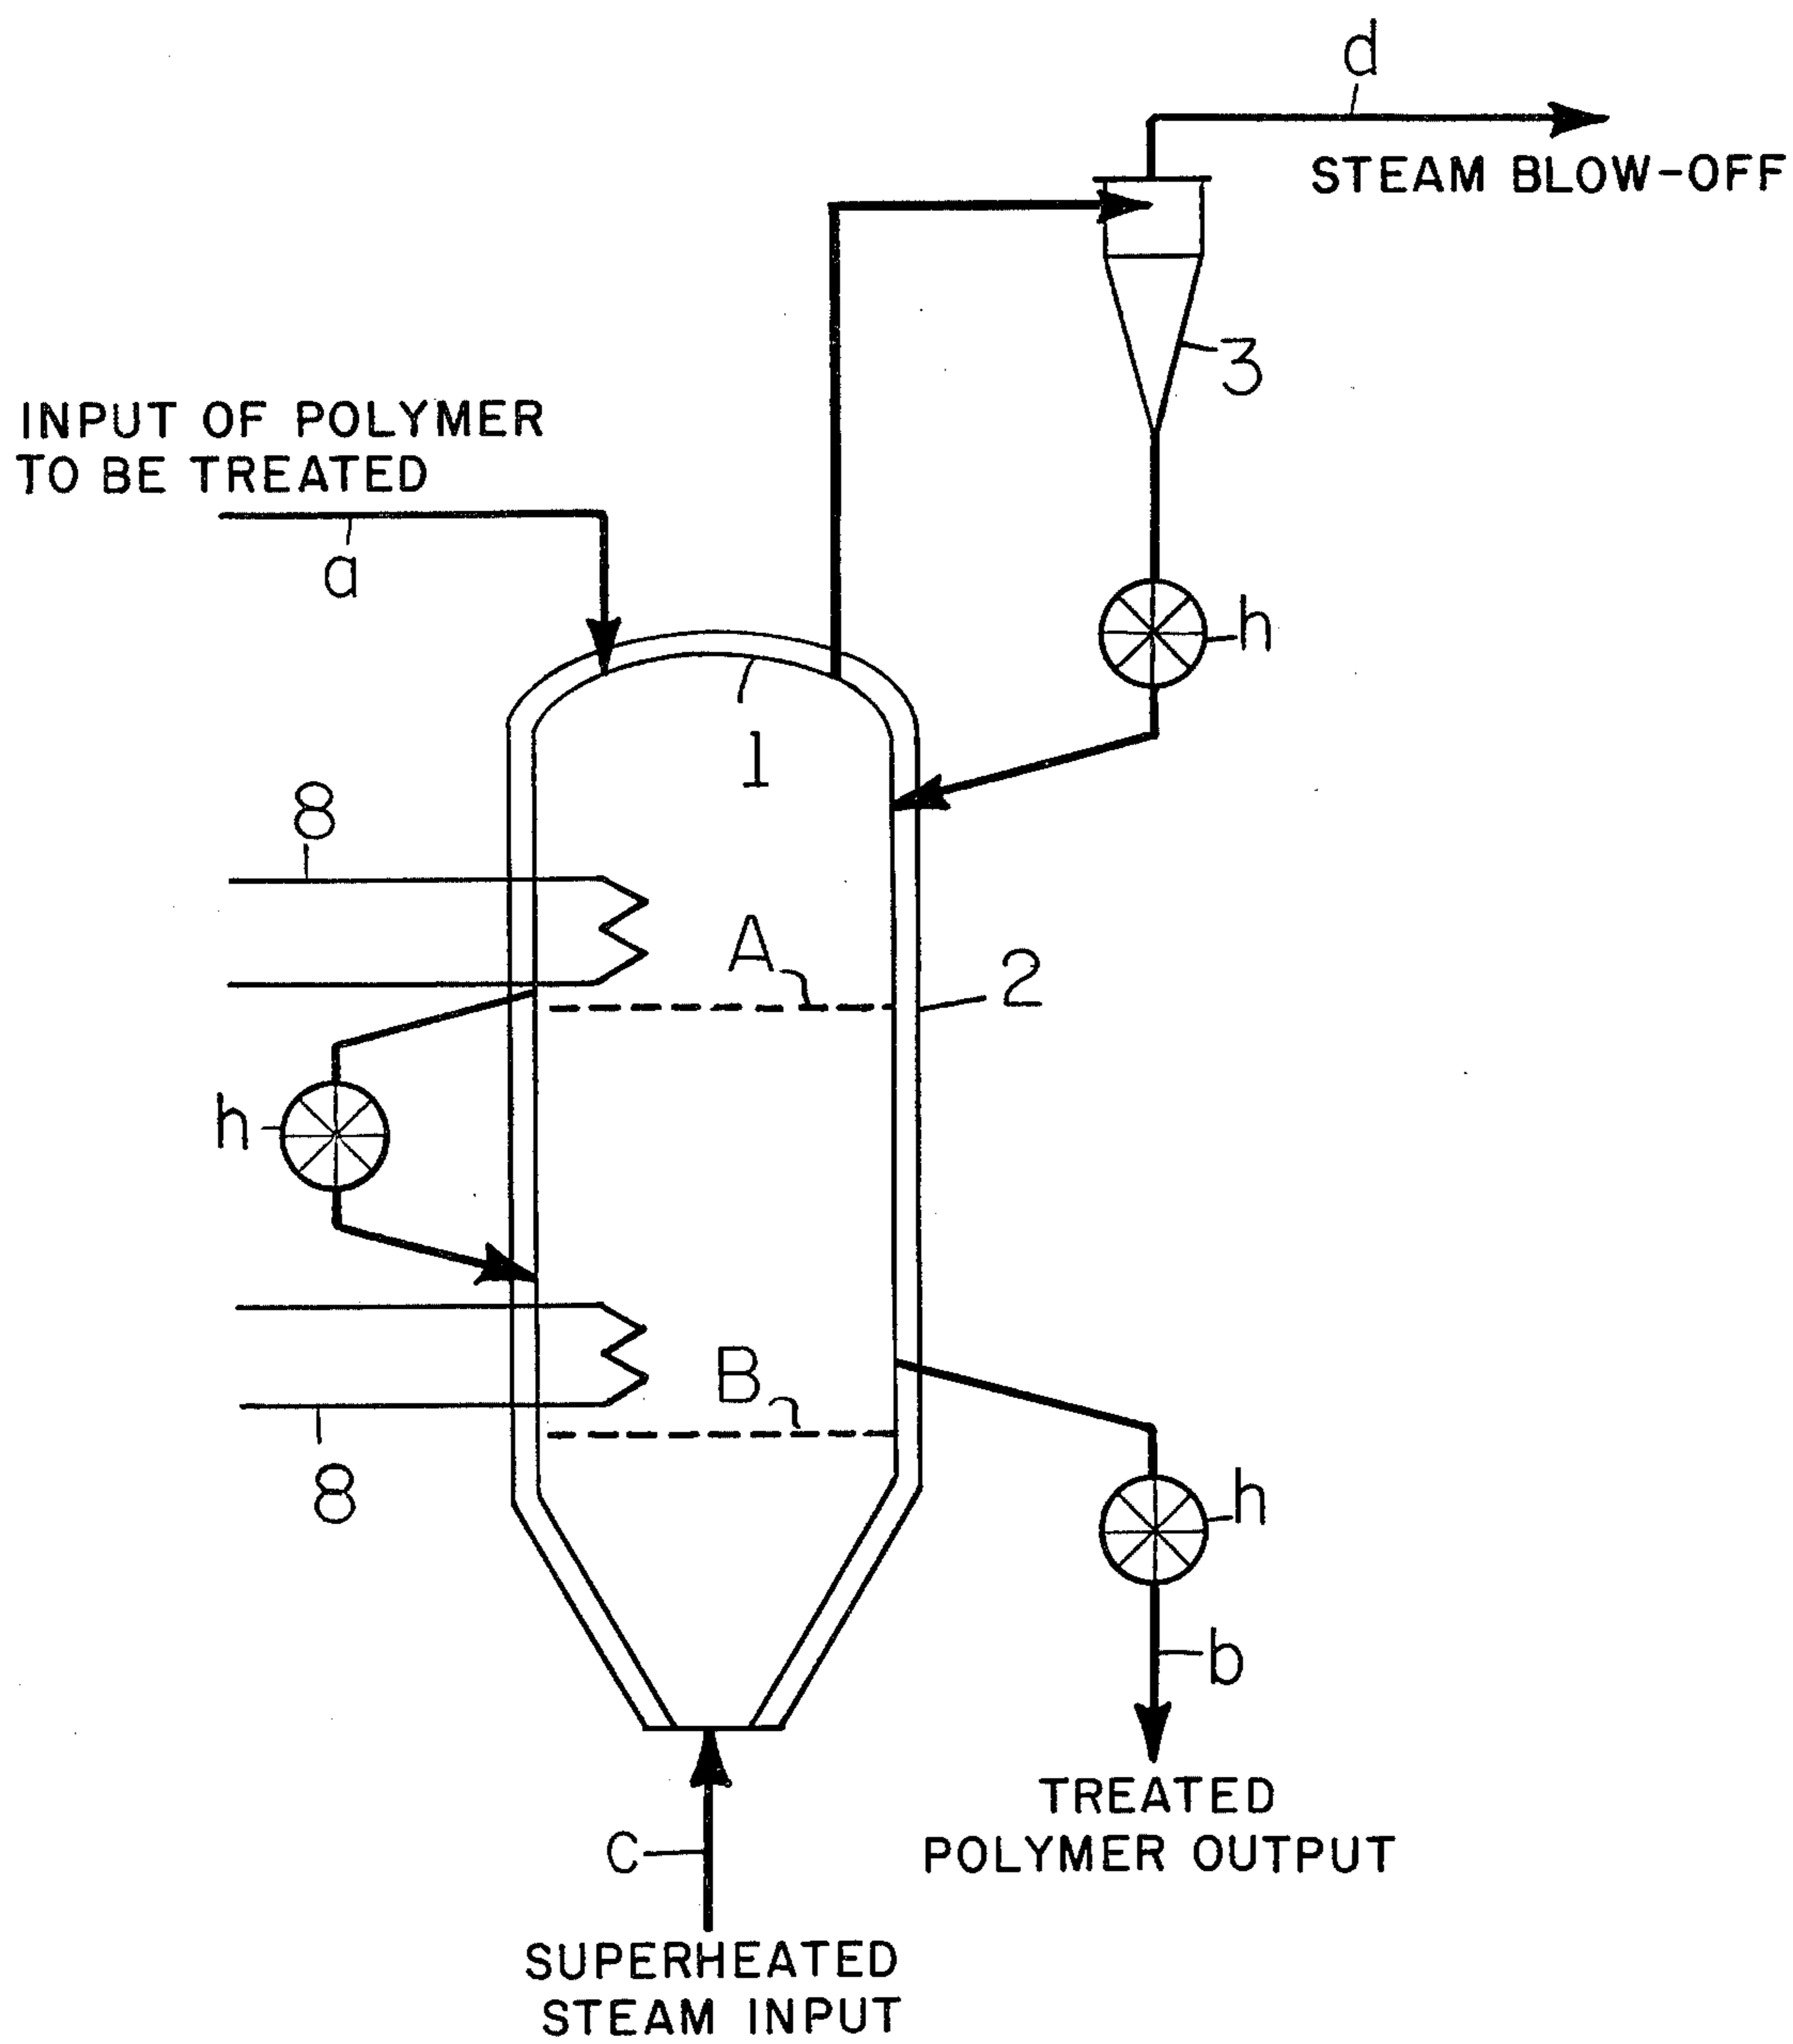 d
STEAM BLOW-OFF
3
INPUT OF POLYMER
TO BE TREATED
a
h
1
8
A
2
h
B
8
h
b
TREATED
POLYMER OUTPUT
C
SUPERHEATED
STEAM INPUT